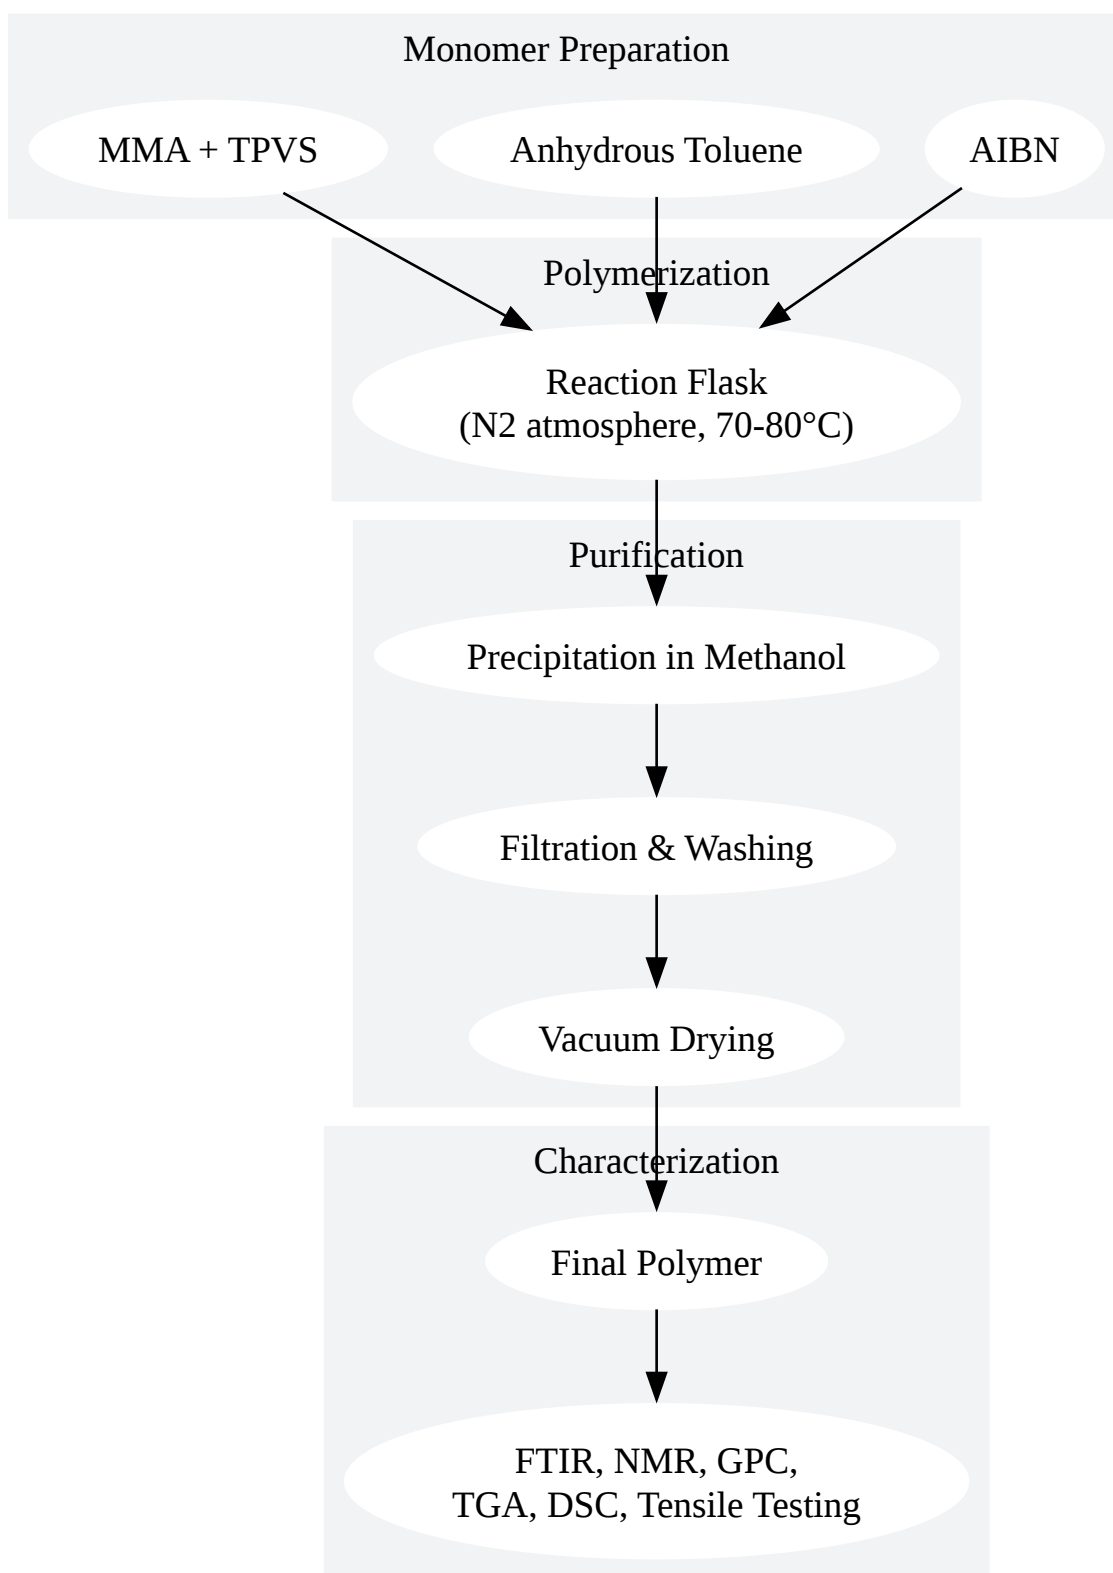 Monomer Preparation
MMA + TPVS
Anhydrous Toluene
AIBN
Polymerization
Reaction Flask
(N2 atmosphere, 70-80°C)
Purification
Precipitation in Methanol
Filtration & Washing
Vacuum Drying
Characterization
Final Polymer
FTIR, NMR, GPC,
TGA, DSC, Tensile Testing